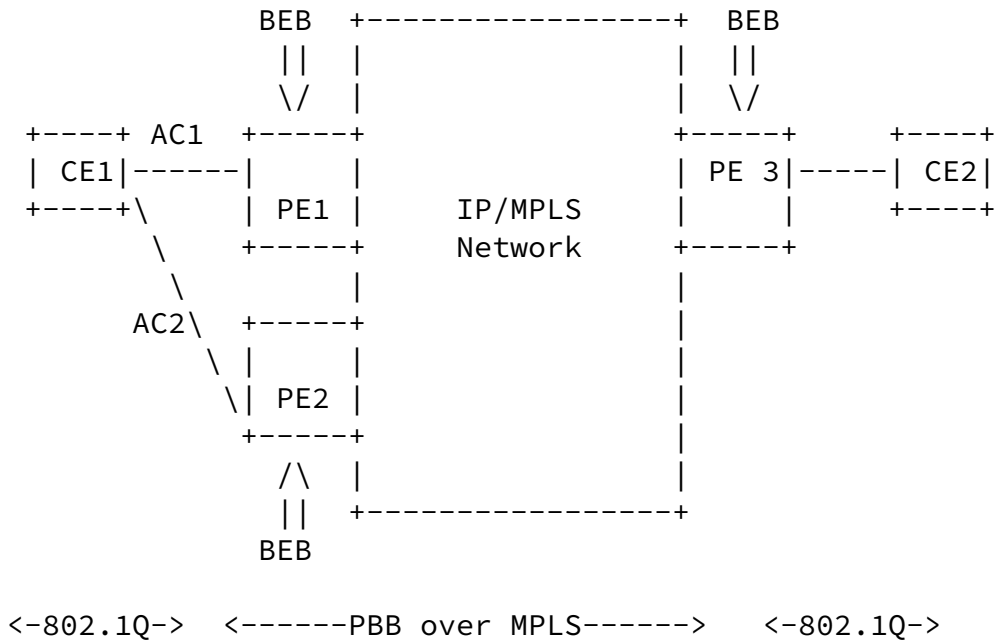 BEB BEB
AC1
CE1 PE 3 CE2
PE1 IP/MPLS
Network
AC2
PE2
BEB
<-802.1Q-> <------PBB over MPLS------> <-802.1Q->